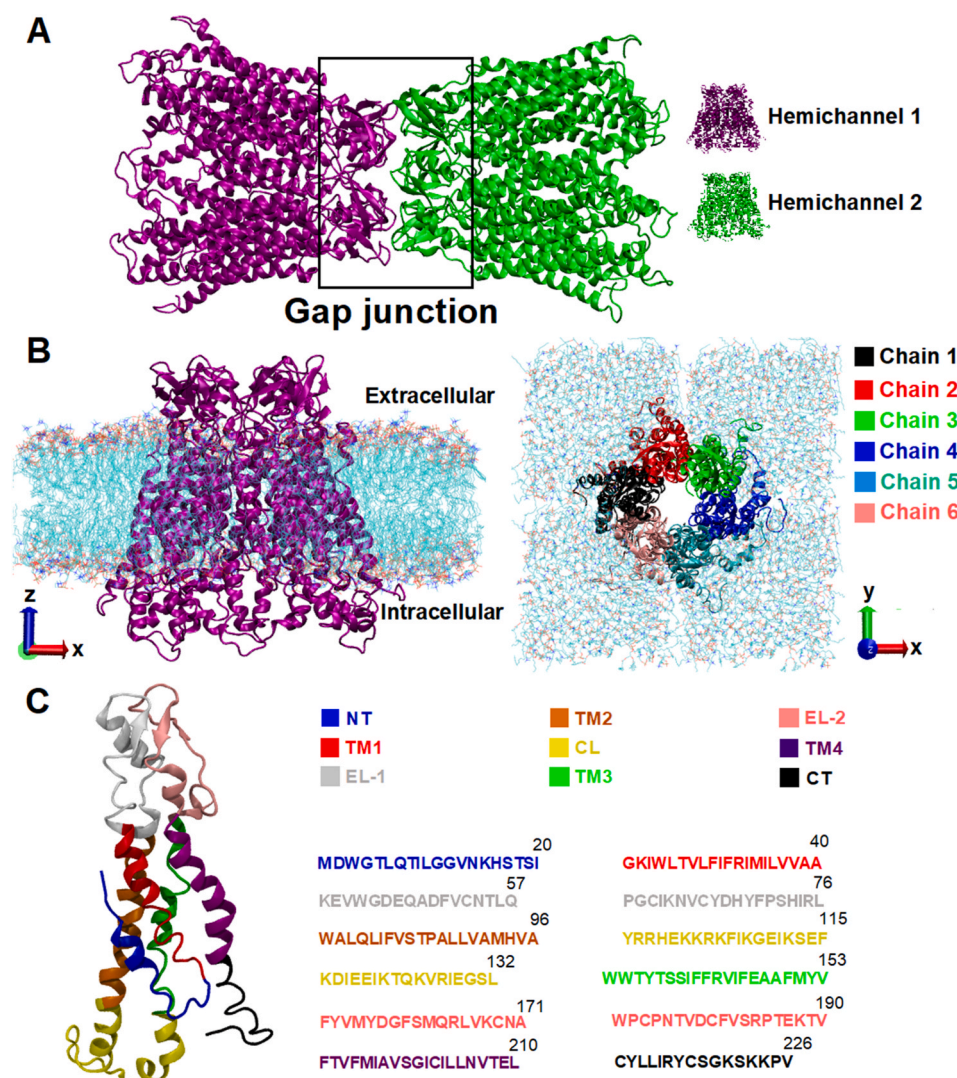 A
Hemichannel 1
Hemichannel 2
Gap junction
B
Extracellular
Intracellular
z
x
Chain 1
Chain 2
Chain 3
Chain 4
Chain 5
Chain 6
y
z
x
C
NT
TM2
EL-2
TM1
CL
TM4
EL-1
TM3
CT
20
MDWGTLQTILGGVNKHSTSI
40
GKIWLTVLFIFRIMILVVAA
57
KEVWGDEQADFVCNTLQ
76
PGCIKNVCYDHYFPSHIRL
96
WALQLIFVSTPALLVAMHVA
115
YRRHEKKRKFIKGEIKSEF
132
KDIEEIKTQKVRIEGSL
153
WWTYTSSIFFRVIFEAAFMYV
171
FYVMYDGFSMQRLVKCNA
190
WPCPNTVDCFVSRPTEKTV
210
FTVFMIAVSGICILLNVTEL
226
CYLLIRYCSGKSKKPV